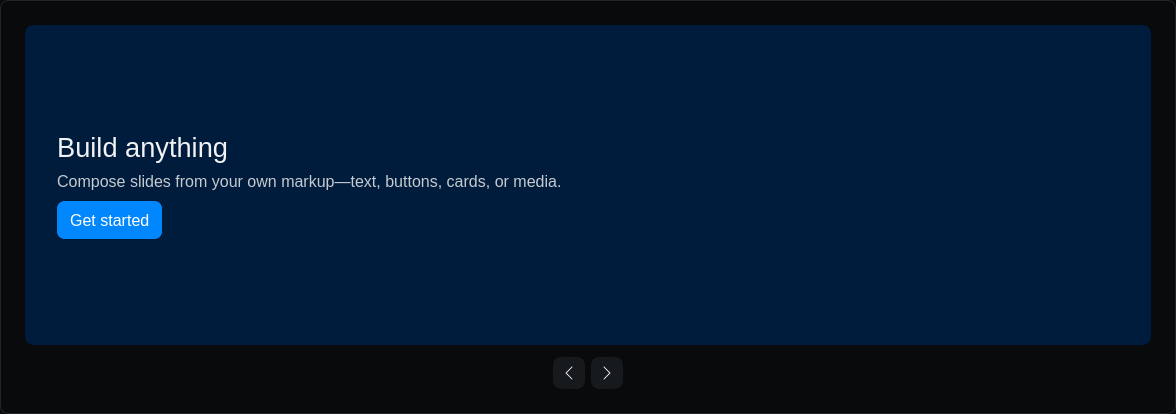 Build anything
Compose slides from your own markup—text, buttons, cards, or media.
Get started